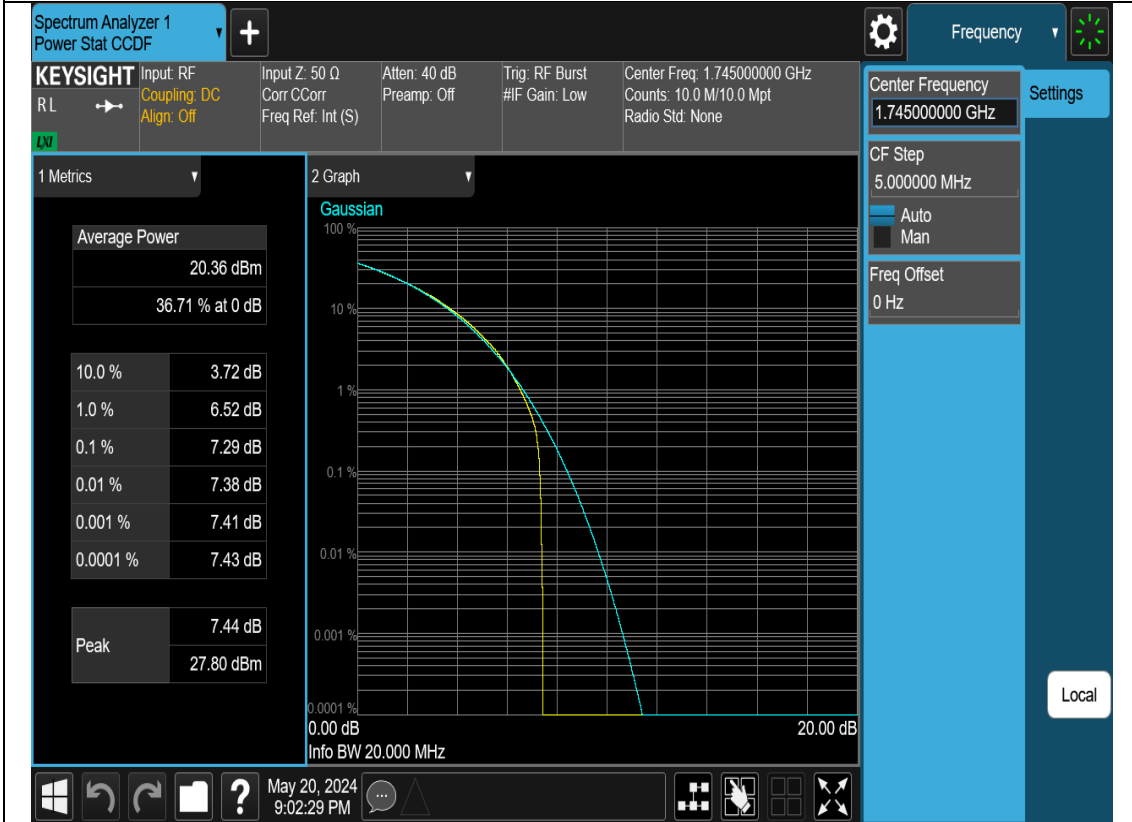 Spectrum Analyzer 1
Power Stat CCDF
Frequency
KEYSIGHT
RL
LXI
Input: RF
Coupling: DC
Align: Off
Input Z: 50 Ω
Corr CCorr
Freq Ref: Int (S)
Atten: 40 dB
Preamp: Off
Trig: RF Burst
#IF Gain: Low
Center Freq: 1.745000000 GHz
Counts: 10.0 M/10.0 Mpt
Radio Std: None
Center Frequency
1.745000000 GHz
Settings
CF Step
5.000000 MHz
Auto
Man
Freq Offset
0 Hz
1 Metrics
Average Power
20.36 dBm
36.71 % at 0 dB
10.0 % 3.72 dB
1.0 % 6.52 dB
0.1 % 7.29 dB
0.01 % 7.38 dB
0.001 % 7.41 dB
0.0001 % 7.43 dB
Peak
7.44 dB
27.80 dBm
2 Graph
Gaussian
100 %
10 %
1 %
0.1 %
0.01 %
0.001 %
0.0001 %
0.00 dB 20.00 dB
Info BW 20.000 MHz
Local
?
May 20, 2024
9:02:29 PM